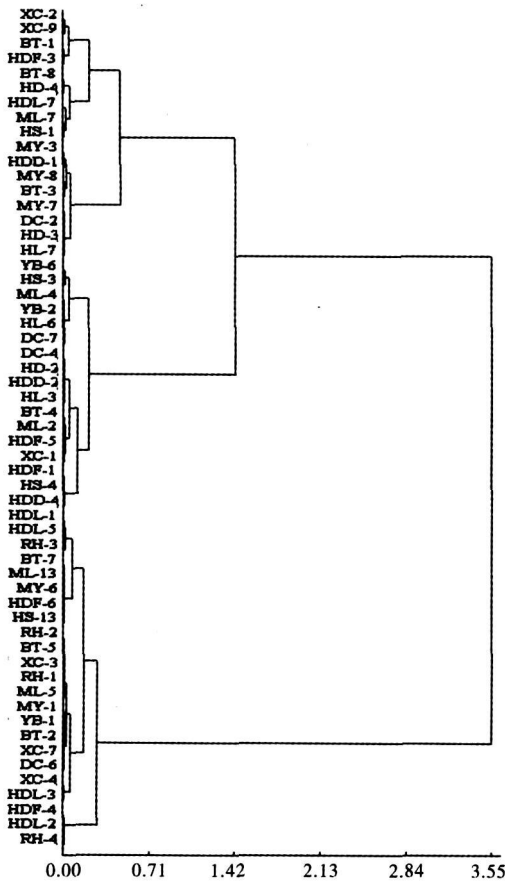 XC-2
XC-9
BT-1
HDF-3
BT-8
HD-4
HDL-7
ML-7
HS-1
MY-3
HDD-1
MY-8
BT-3
MY-7
DC-2
HD-3
HL-7
YB-6
HS-3
ML-4
YB-2
HL-6
DC-7
DC-4
HD-2
HDD-2
HL-3
BT-4
ML-2
HDF-5
XC-1
HDF-1
HS-4
HDD-4
HDL-1
HDL-5
RH-3
BT-7
ML-13
MY-6
HDF-6
HS-13
RH-2
BT-5
XC-3
RH-1
ML-5
MY-1
YB-1
BT-2
XC-7
DC-6
XC-4
HDL-3
HDF-4
HDL-2
RH-4
0.00 0.71 1.42 2.13 2.84 3.55